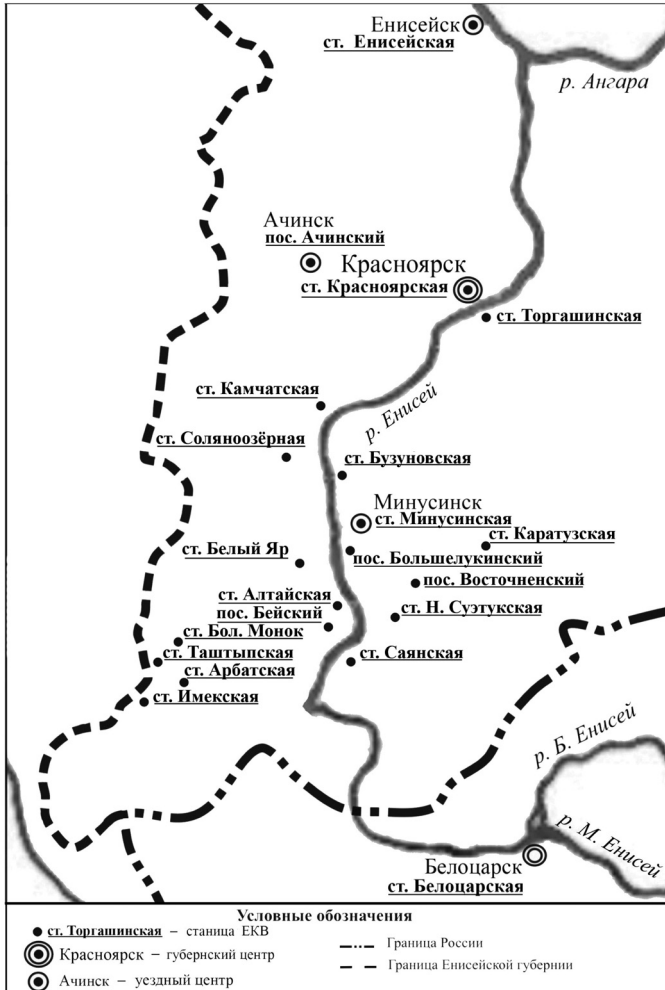 Енисейск
ст. Енисейская
р. Ангара
Ачинск
пос. Ачинский
Красноярск
ст. Красноярская
ст. Торгашинская
ст. Камчатская
р. Енисей
ст. Соляноозёрная
ст. Бузуновская
Минусинск
ст. Минусинская
ст. Каратузская
ст. Белый Яр
пос. Большелукинский
пос. Восточненский
ст. Алтайская
пос. Бейский
ст. Н. Суэтукская
ст. Бол. Монок
ст. Таштыпская
ст. Саянская
ст. Арбатская
ст. Имекская
р. Б. Енисей
р. М. Енисей
Белоцарск
ст. Белоцарская
Условные обозначения
ст. Торгашинская – станица ЕКВ
Красноярск – губернский центр
Ачинск – уездный центр
Граница России
Граница Енисейской губернии